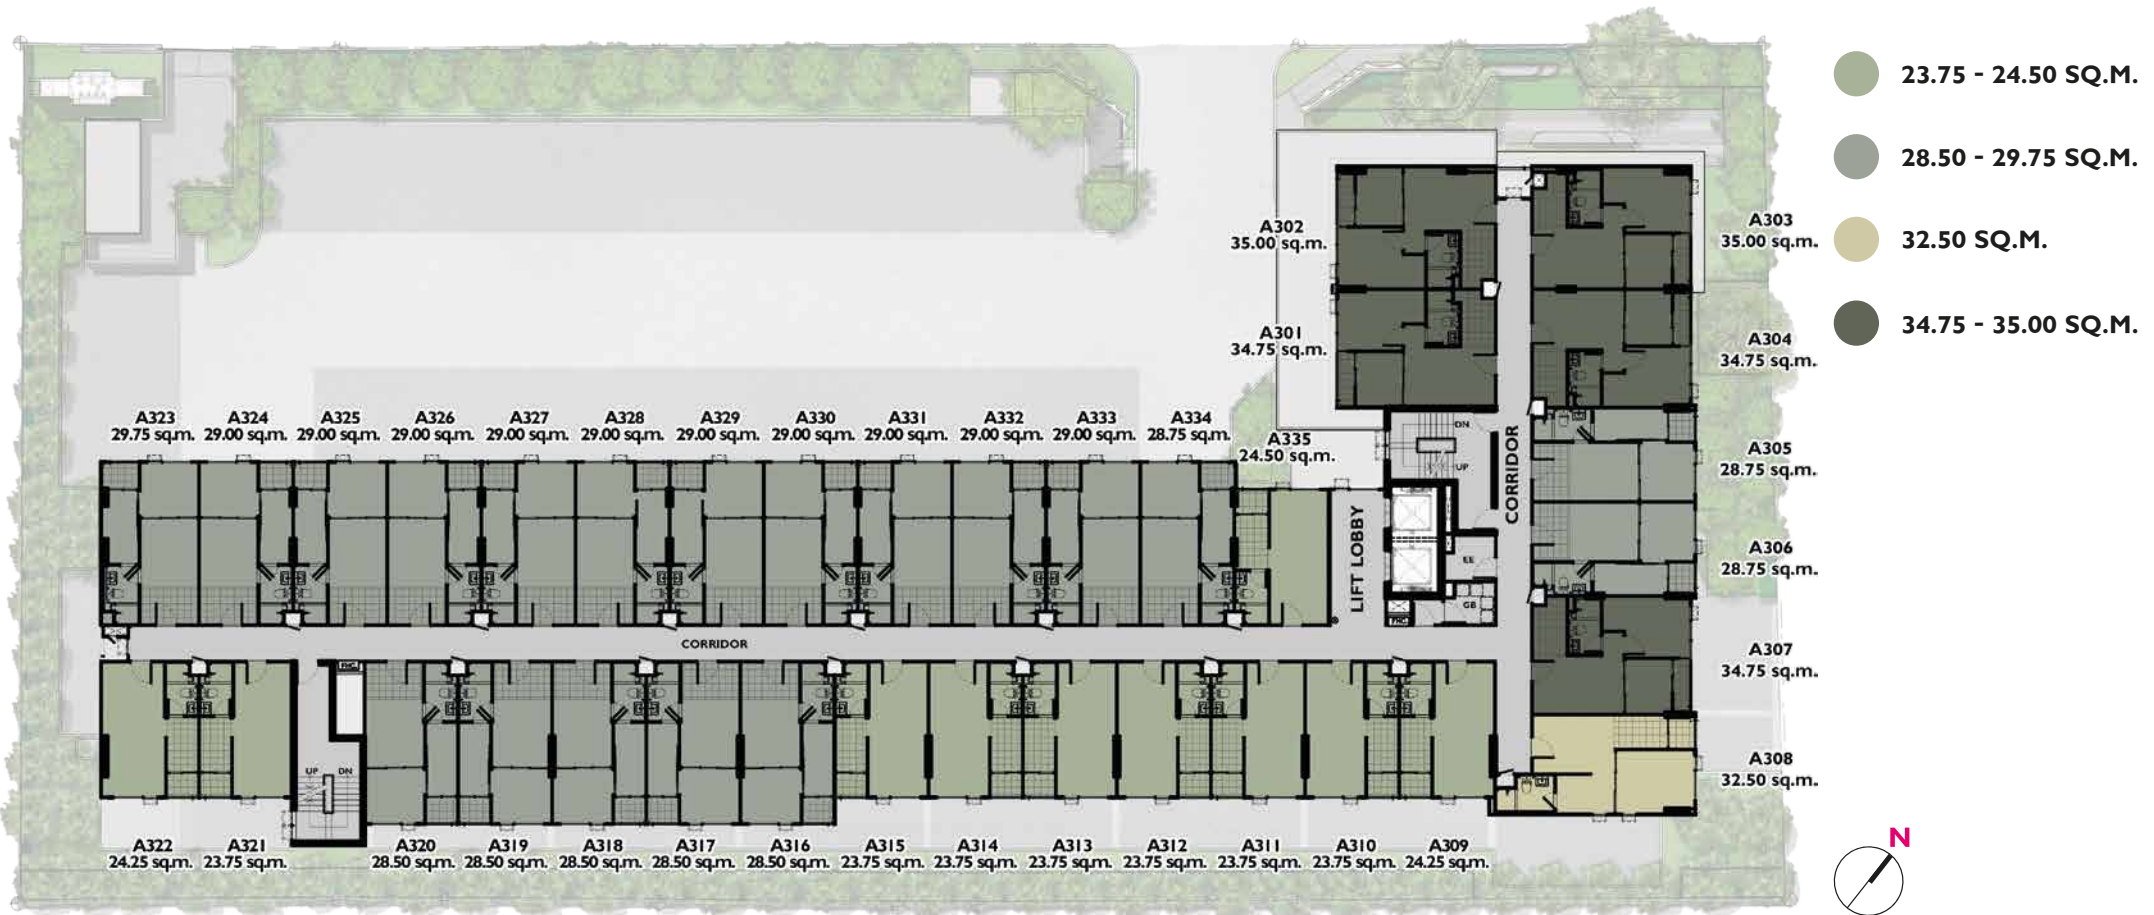 23.75 - 24.50 SQ.M.
28.50 - 29.75 SQ.M.
32.50 SQ.M.
34.75 - 35.00 SQ.M.
A302
35.00 sq.m.
A303
35.00 sq.m.
A301
34.75 sq.m.
A304
34.75 sq.m.
A323
29.75 sq.m.
A324
29.00 sq.m.
A325
29.00 sq.m.
A326
29.00 sq.m.
A327
29.00 sq.m.
A328
29.00 sq.m.
A329
29.00 sq.m.
A330
29.00 sq.m.
A331
29.00 sq.m.
A332
29.00 sq.m.
A333
29.00 sq.m.
A334
28.75 sq.m.
A335
24.50 sq.m.
DN
UP
CORRIDOR
A305
28.75 sq.m.
LIFT LOBBY
EE
GB
FHC
A306
28.75 sq.m.
CORRIDOR
FHC
A307
34.75 sq.m.
UP
DN
A308
32.50 sq.m.
A322
24.25 sq.m.
A321
23.75 sq.m.
A320
28.50 sq.m.
A319
28.50 sq.m.
A318
28.50 sq.m.
A317
28.50 sq.m.
A316
28.50 sq.m.
A315
23.75 sq.m.
A314
23.75 sq.m.
A313
23.75 sq.m.
A312
23.75 sq.m.
A311
23.75 sq.m.
A310
23.75 sq.m.
A309
24.25 sq.m.
N